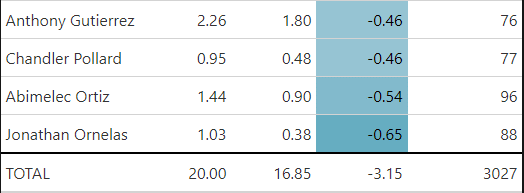 Anthony Gutierrez 2.26 1.80 -0.46 76
Chandler Pollard 0.95 0.48 -0.46 77
Abimelec Ortiz 1.44 0.90 -0.54 96
Jonathan Ornelas 1.03 0.38 -0.65 88
TOTAL 20.00 16.85 -3.15 3027